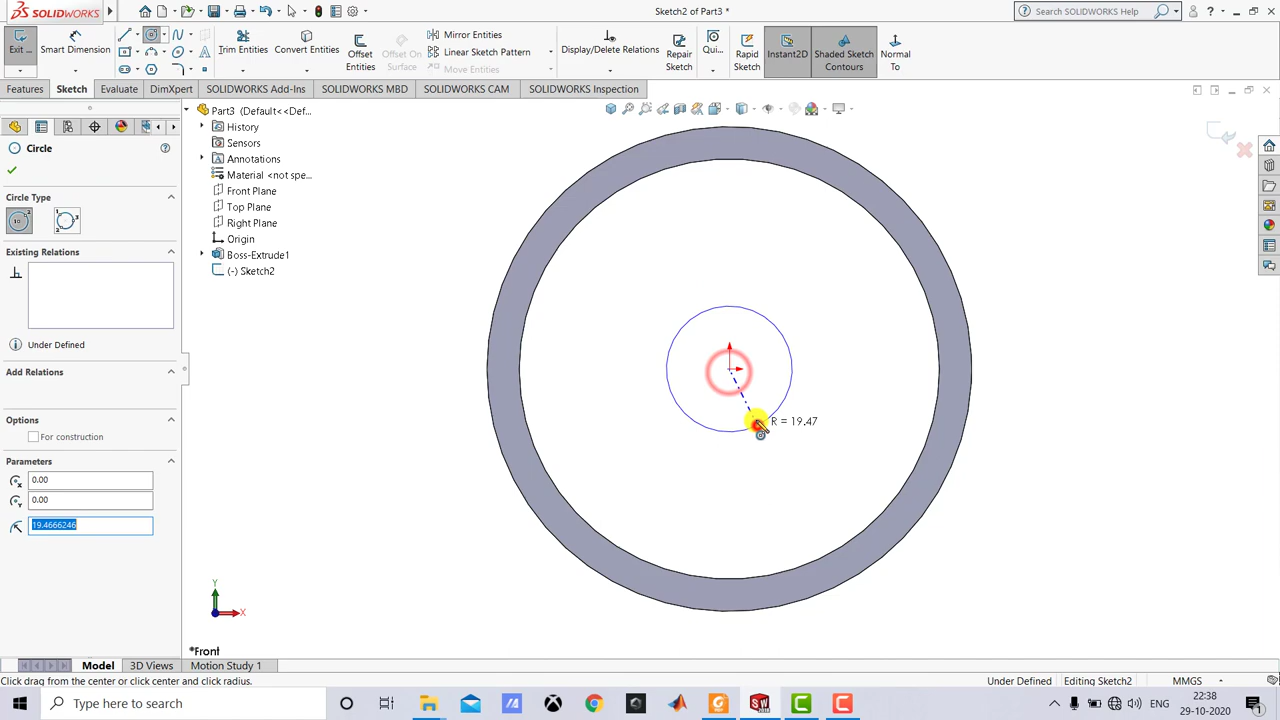 SOLIDWORKS
Sketch2 of Part3 *
Search SOLIDWORKS Help
Exit ...
Smart Dimension
Trim Entities
Convert Entities
Offset Entities
Offset On Surface
Mirror Entities
Linear Sketch Pattern
Move Entities
Display/Delete Relations
Repair Sketch
Qui...
Rapid Sketch
Instant2D
Shaded Sketch Contours
Normal To
Features
Sketch
Evaluate
DimXpert
SOLIDWORKS Add-Ins
SOLIDWORKS MBD
SOLIDWORKS CAM
SOLIDWORKS Inspection
Part3 (Default<<Def...
History
Sensors
Annotations
Material <not spe...
Front Plane
Top Plane
Right Plane
Origin
Boss-Extrude1
(-) Sketch2
Circle
Circle Type
Existing Relations
Under Defined
Add Relations
Options
For construction
Parameters
0.00
0.00
19.4666246
R = 19.47
Y
X
*Front
Model
3D Views
Motion Study 1
Click drag from the center or click center and click radius.
Under Defined
Editing Sketch2
MMGS
Type here to search
ENG
22:38
29-10-2020